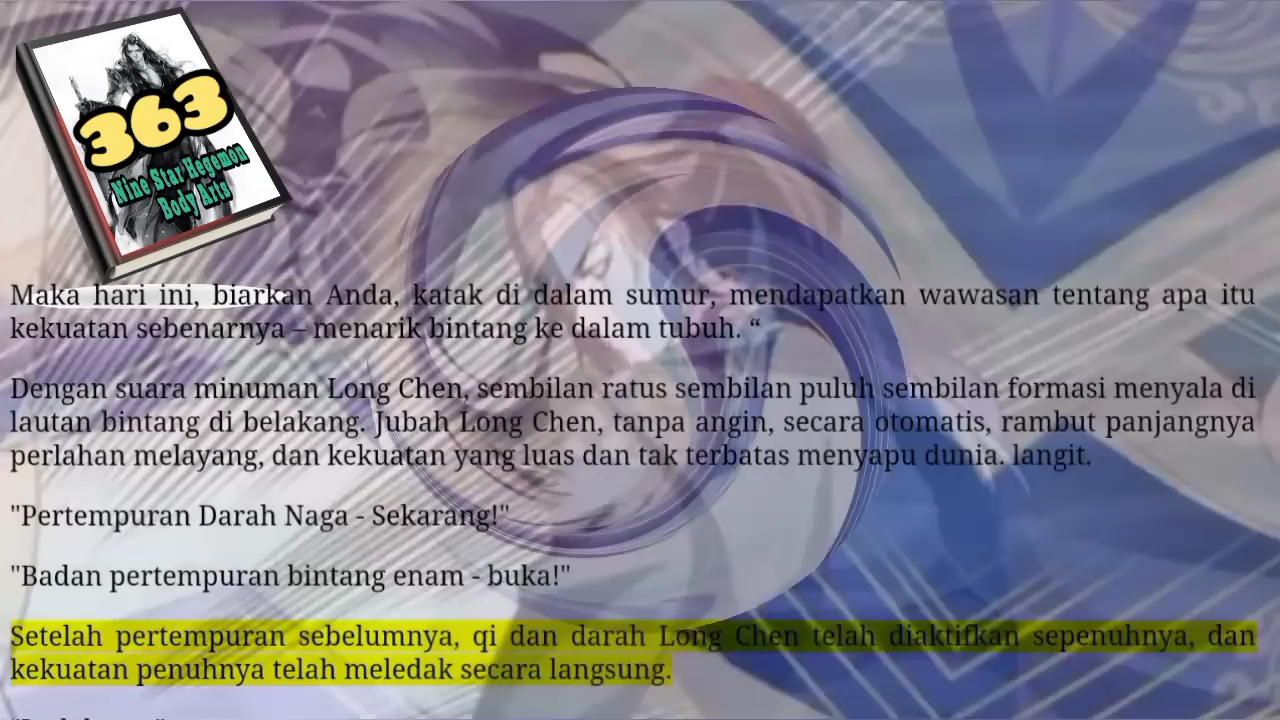 363
Nine Star Hegemon
Body Arts
Maka hari ini, biarkan Anda, katak di dalam sumur, mendapatkan wawasan tentang apa itu
kekuatan sebenarnya – menarik bintang ke dalam tubuh. “
Dengan suara minuman Long Chen, sembilan ratus sembilan puluh sembilan formasi menyala di
lautan bintang di belakang. Jubah Long Chen, tanpa angin, secara otomatis, rambut panjangnya
perlahan melayang, dan kekuatan yang luas dan tak terbatas menyapu dunia. langit.
"Pertempuran Darah Naga - Sekarang!"
"Badan pertempuran bintang enam - buka!"
Setelah pertempuran sebelumnya, qi dan darah Long Chen telah diaktifkan sepenuhnya, dan
kekuatan penuhnya telah meledak secara langsung.